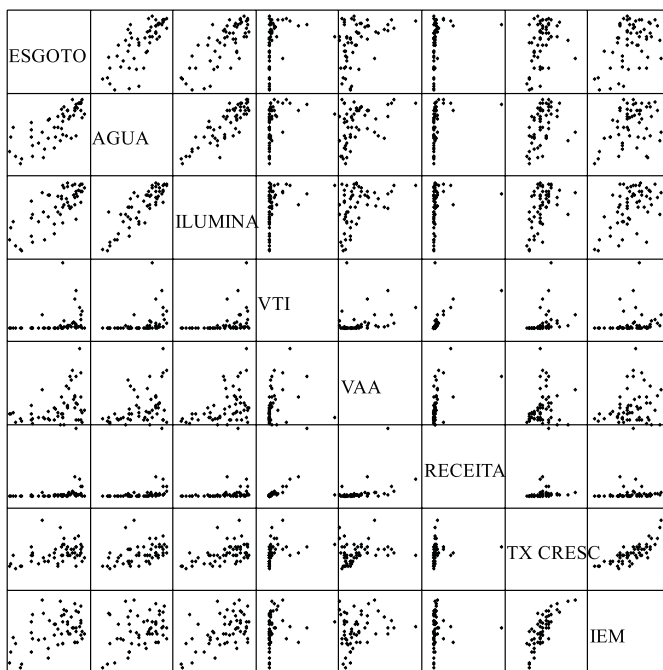 ESGOTO
AGUA
ILUMINA
VTI
VAA
RECEITA
TX CRESC
IEM